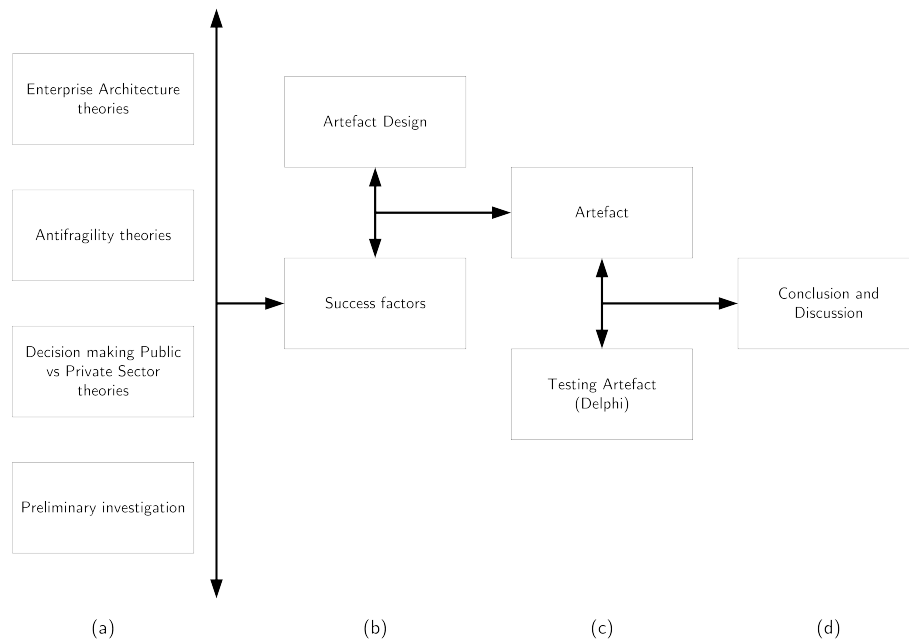 Enterprise Architecture
theories
Antifragility theories
Decision making Public
vs Private Sector
theories
Preliminary investigation
(a)
Artefact Design
Success factors
(b)
Artefact
Testing Artefact
(Delphi)
(c)
Conclusion and
Discussion
(d)